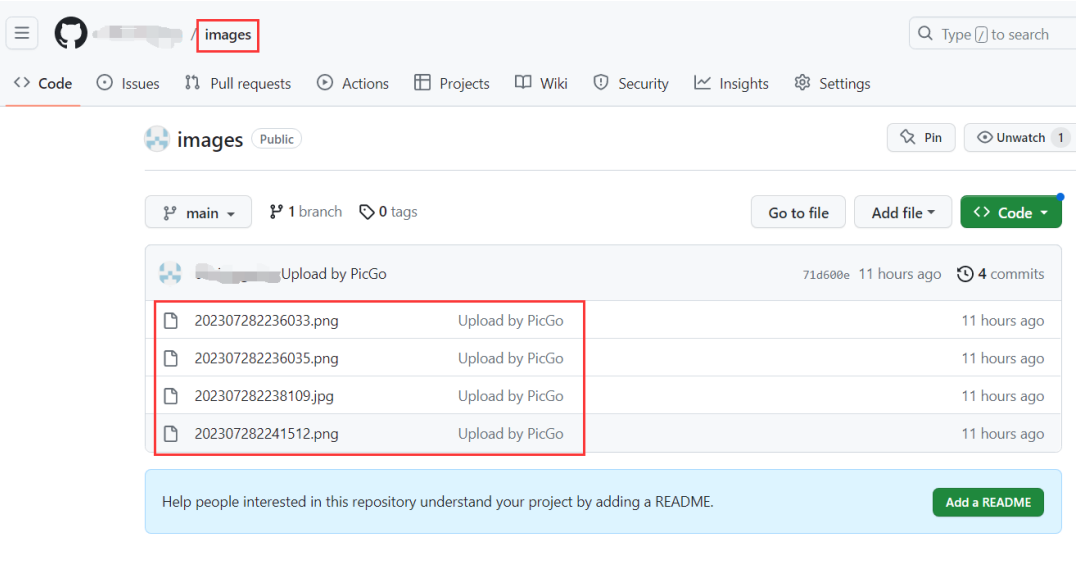 / images
Type / to search
Code Issues Pull requests Actions Projects Wiki Security Insights Settings
images Public
Pin Unwatch 1
main 1 branch 0 tags
Go to file Add file Code
Upload by PicGo 71d600e 11 hours ago 4 commits
202307282236033.png Upload by PicGo 11 hours ago
202307282236035.png Upload by PicGo 11 hours ago
202307282238109.jpg Upload by PicGo 11 hours ago
202307282241512.png Upload by PicGo 11 hours ago
Help people interested in this repository understand your project by adding a README. Add a README